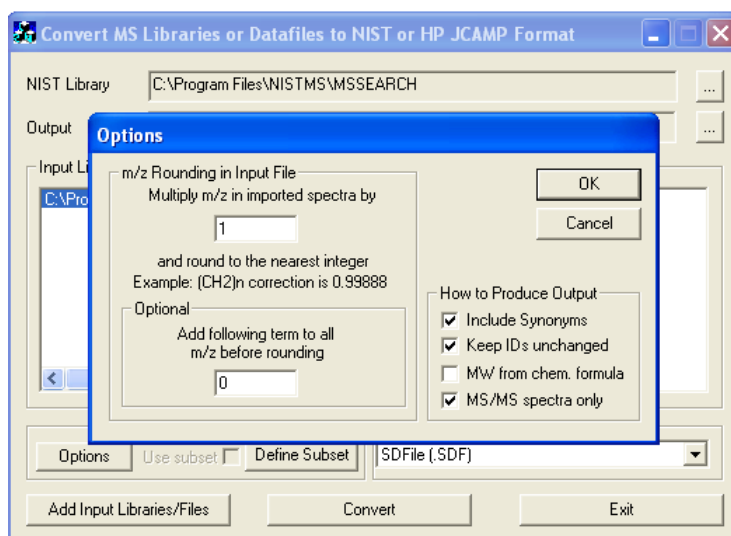 Convert MS Libraries or Datafiles to NIST or HP JCAMP Format
NIST Library
C:\Program Files\NISTMS\MSSEARCH
...
Output
...
Options
Input Li
C:\Pro
m/z Rounding in Input File
Multiply m/z in imported spectra by
1
and round to the nearest integer
Example: (CH2)n correction is 0.99888
Optional
Add following term to all
m/z before rounding
0
OK
Cancel
How to Produce Output
Include Synonyms
Keep IDs unchanged
MW from chem. formula
MS/MS spectra only
Options
Use subset
Define Subset
SDFile (.SDF)
Add Input Libraries/Files
Convert
Exit